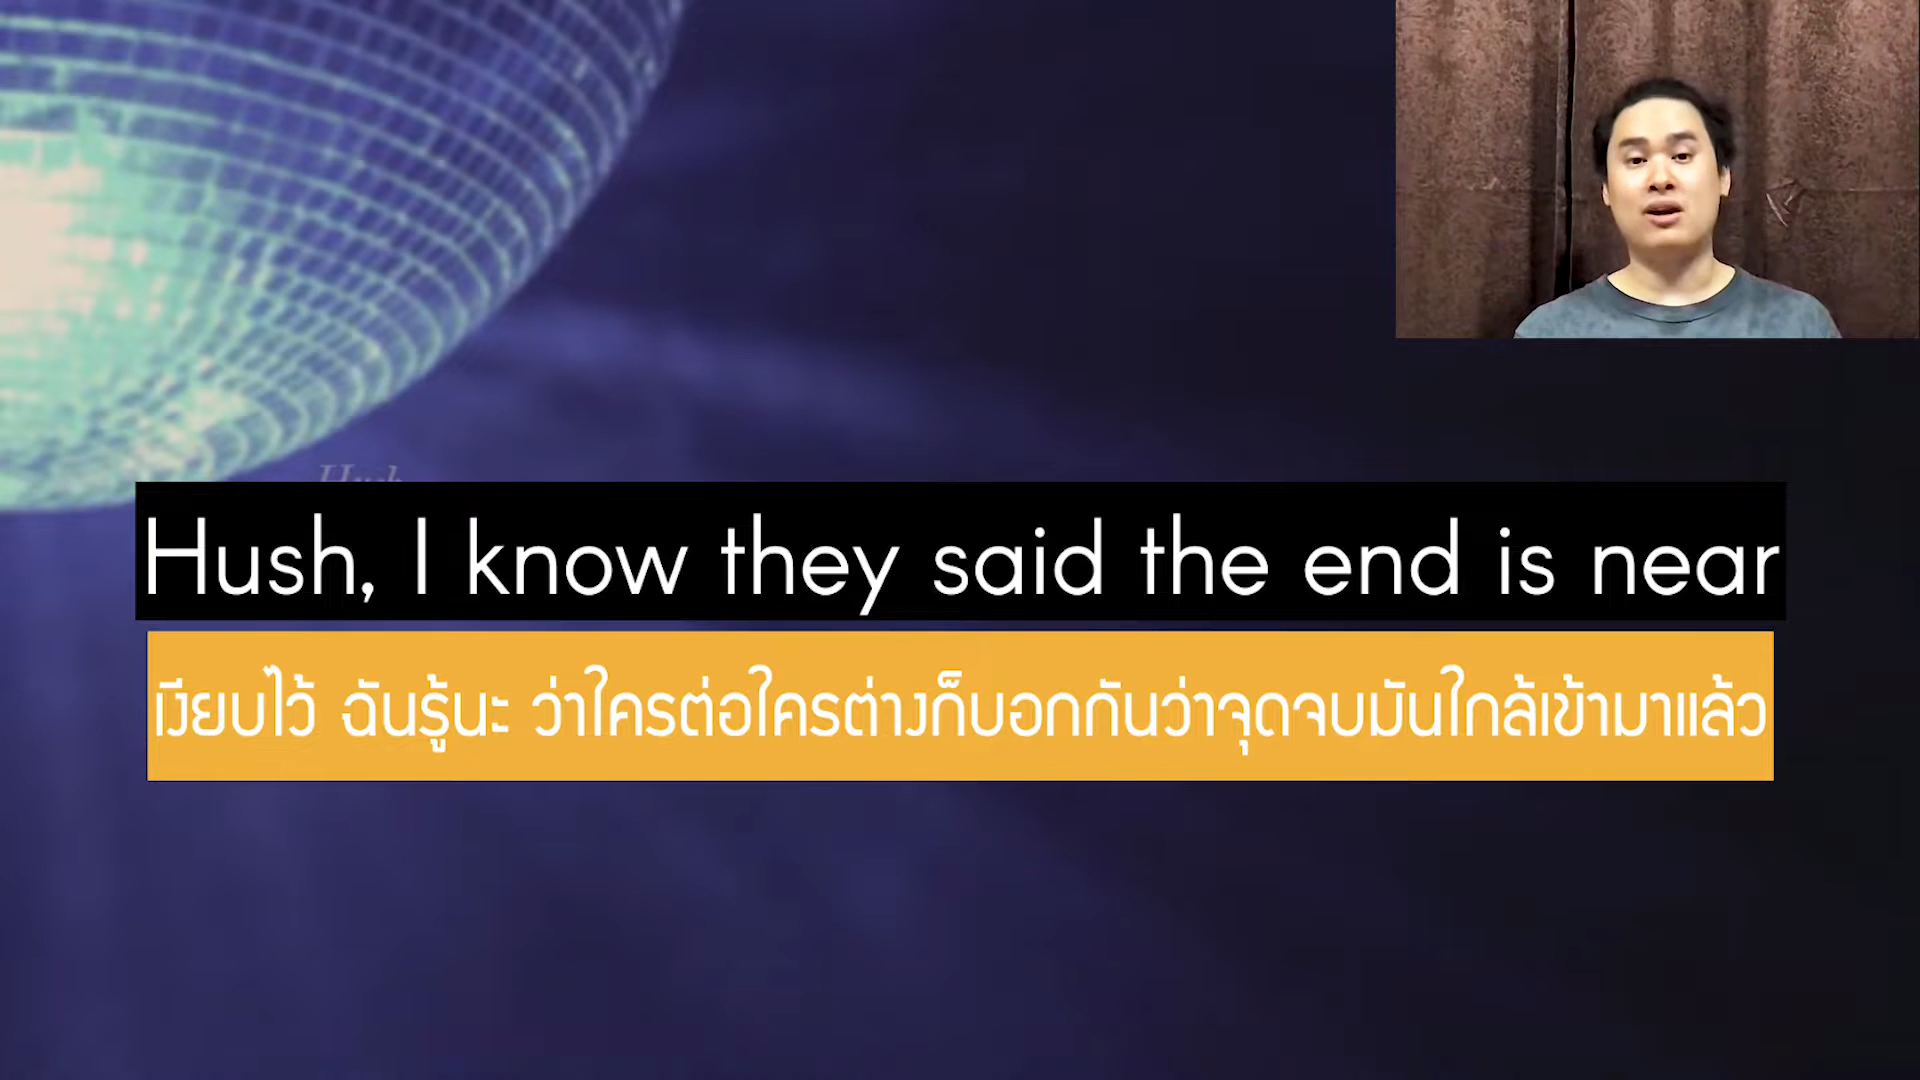 Hush
Hush, I know they said the end is near
เงียบไว้ ฉันรู้นะ ว่าใครต่อใครต่างก็บอกกันว่าจุดจบมันใกล้เข้ามาแล้ว